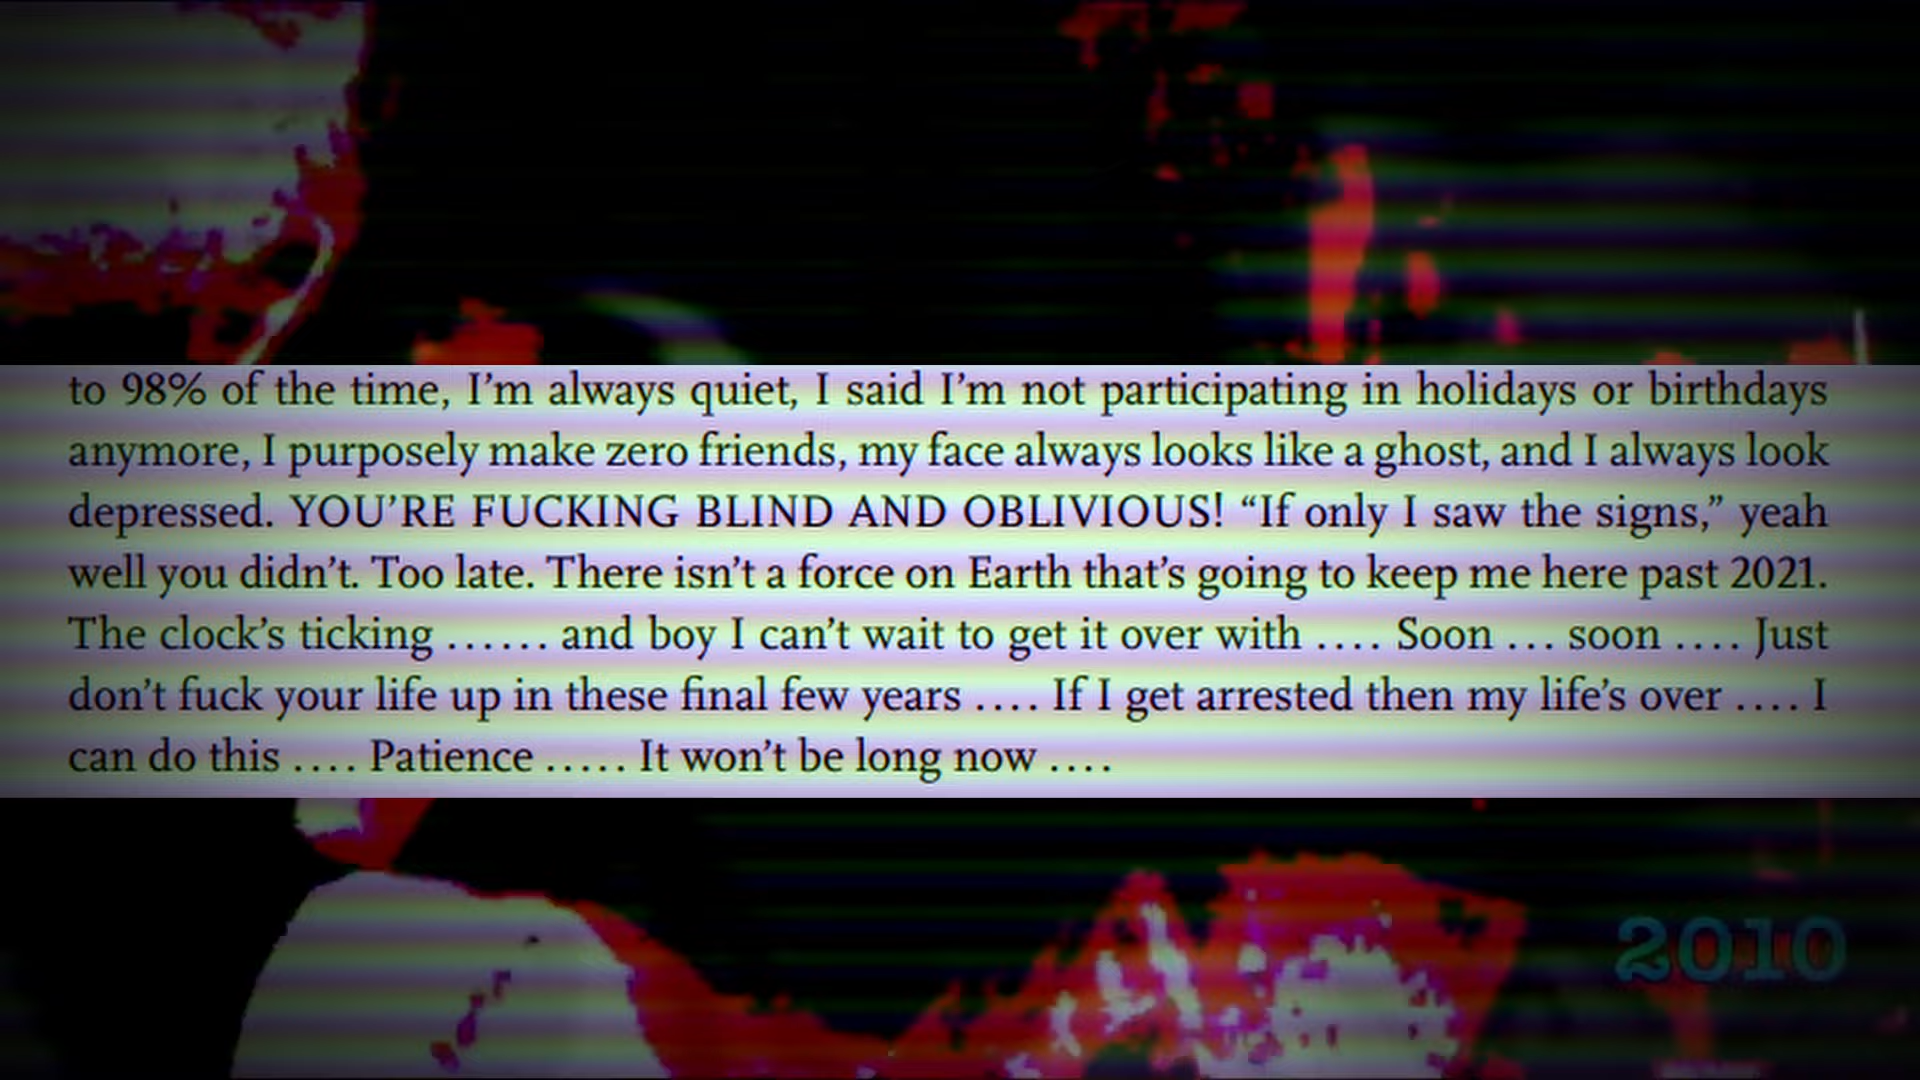 to 98% of the time, I’m always quiet, I said I’m not participating in holidays or birthdays
anymore, I purposely make zero friends, my face always looks like a ghost, and I always look
depressed. YOU’RE FUCKING BLIND AND OBLIVIOUS! “If only I saw the signs,” yeah
well you didn’t. Too late. There isn’t a force on Earth that’s going to keep me here past 2021.
The clock’s ticking . . . . . . and boy I can’t wait to get it over with . . . . Soon . . . soon . . . . Just
don’t fuck your life up in these final few years . . . . If I get arrested then my life’s over . . . . I
can do this . . . . Patience . . . . . It won’t be long now . . . .
2010